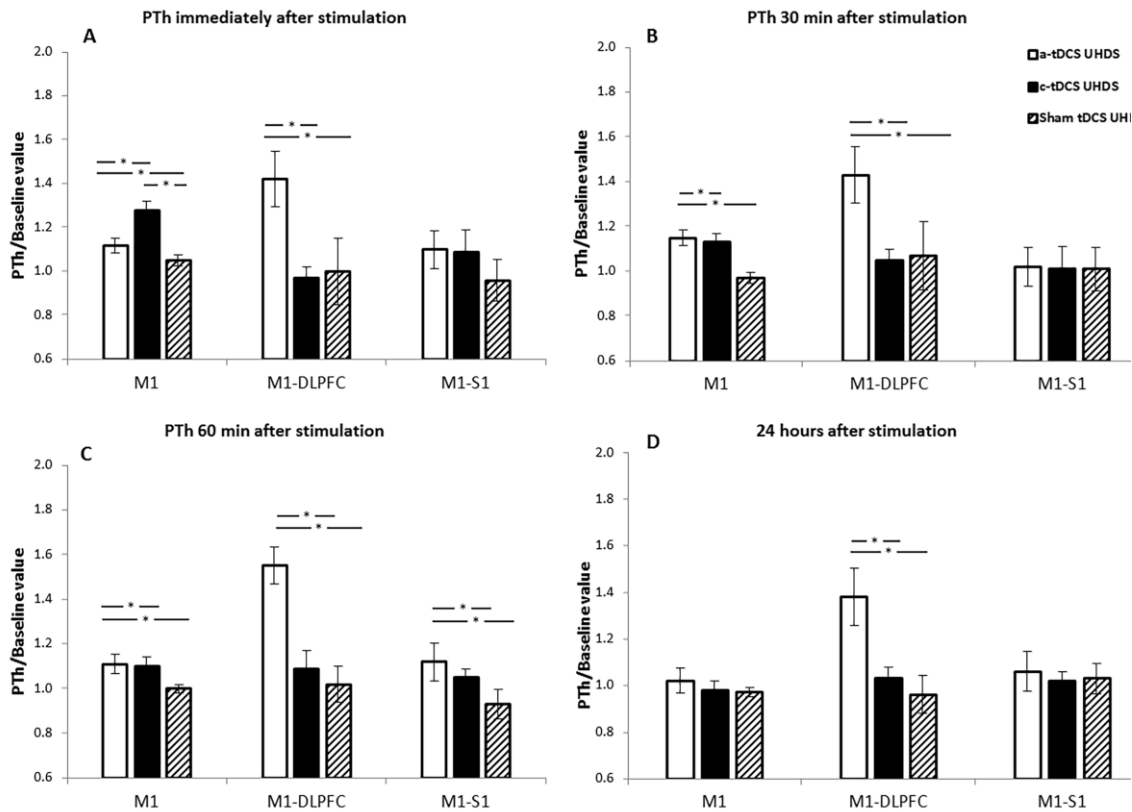 PTh immediately after stimulation
A
PTh/Baseline value
2.0
1.8
1.6
1.4
1.2
1.0
0.8
0.6
* * *
* *
M1 M1-DLPFC M1-S1
PTh 30 min after stimulation
B
a-tDCS UHDS
c-tDCS UHDS
Sham tDCS UH
PTh/Baseline value
2.0
1.8
1.6
1.4
1.2
1.0
0.8
0.6
* *
* *
M1 M1-DLPFC M1-S1
PTh 60 min after stimulation
C
PTh/Baseline value
2.0
1.8
1.6
1.4
1.2
1.0
0.8
0.6
* *
* *
* *
M1 M1-DLPFC M1-S1
24 hours after stimulation
D
PTh/Baseline value
2.0
1.8
1.6
1.4
1.2
1.0
0.8
0.6
* *
M1 M1-DLPFC M1-S1